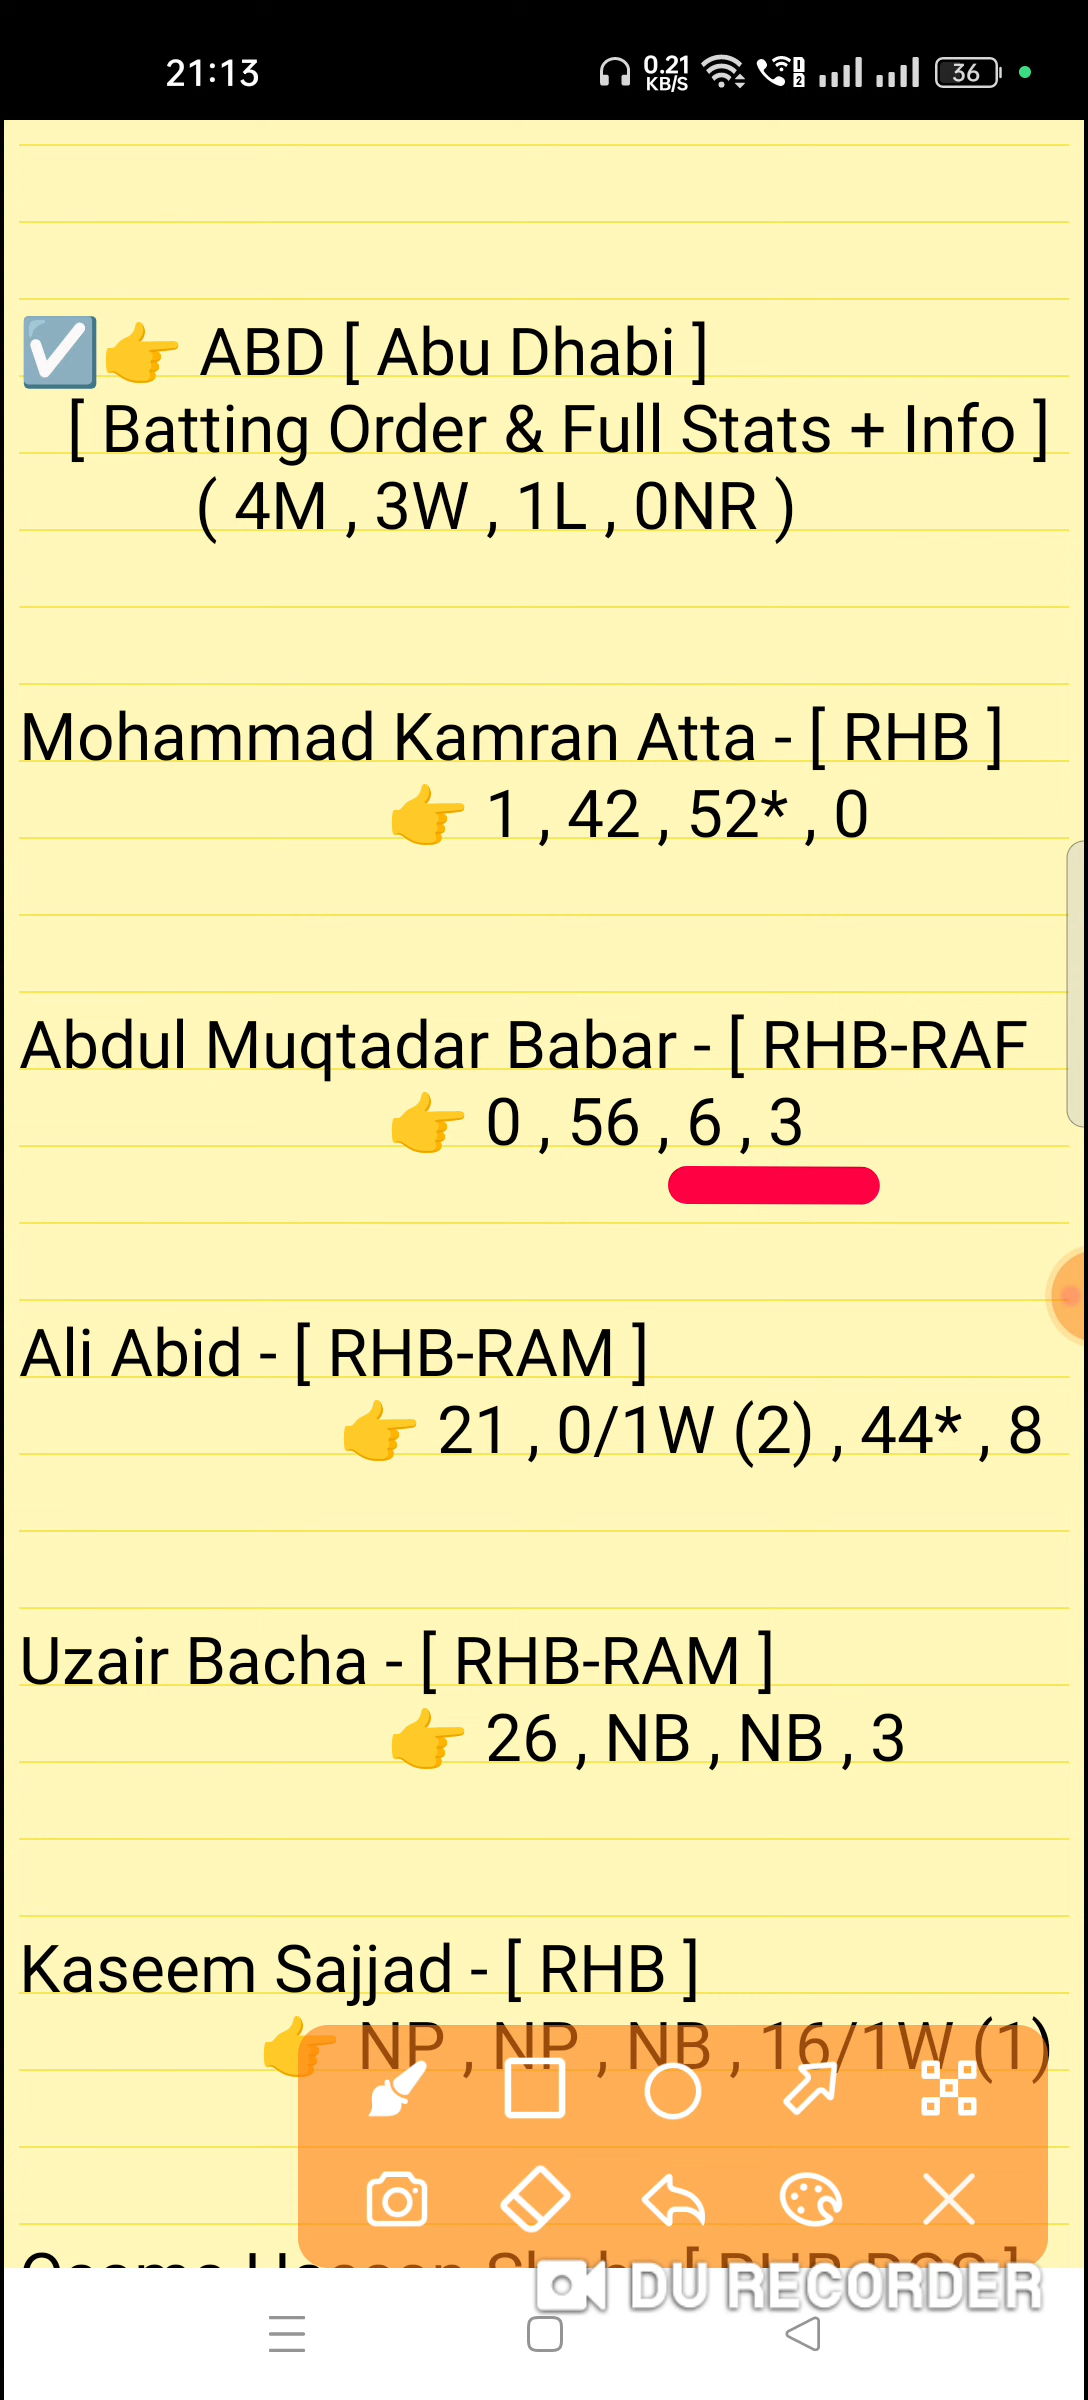 21:13
0.21
KB/S
1
2
36
☑️👉 ABD [ Abu Dhabi ]
[ Batting Order & Full Stats + Info ]
( 4M , 3W , 1L , 0NR )
Mohammad Kamran Atta - [ RHB ]
👉 1 , 42 , 52* , 0
Abdul Muqtadar Babar - [ RHB-RAF
👉 0 , 56 , 6 , 3
Ali Abid - [ RHB-RAM ]
👉 21 , 0/1W (2) , 44* , 8
Uzair Bacha - [ RHB-RAM ]
👉 26 , NB , NB , 3
Kaseem Sajjad - [ RHB ]
👉 NP , NP , NB , 16/1W (1)
DU RECORDER